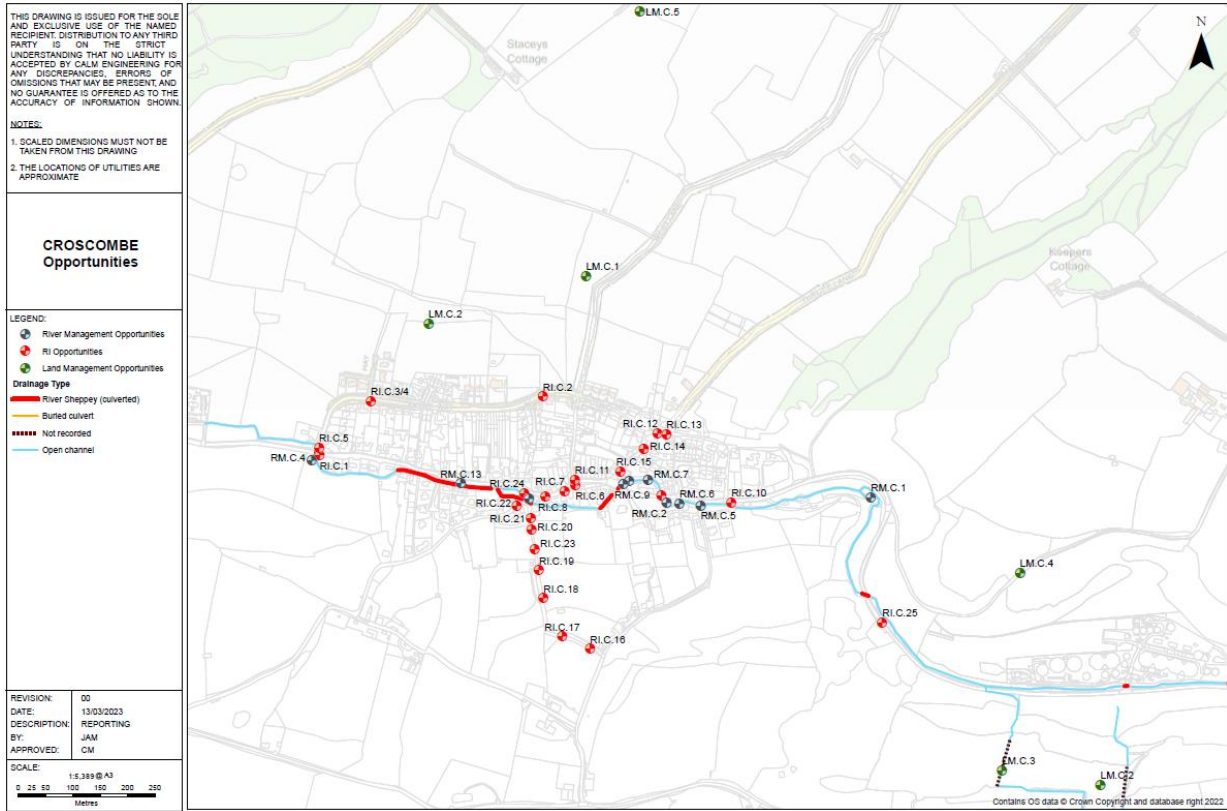 THIS DRAWING IS ISSUED FOR THE SOLE
AND EXCLUSIVE USE OF THE NAMED
RECIPIENT. DISTRIBUTION TO ANY THIRD
PARTY IS ON THE STRICT
UNDERSTANDING THAT NO LIABILITY IS
ACCEPTED BY CALM ENGINEERING FOR
ANY DISCREPANCIES, ERRORS OF
OMISSIONS THAT MAY BE PRESENT, AND
NO GUARANTEE IS OFFERED AS TO THE
ACCURACY OF INFORMATION SHOWN.
NOTES:
1. SCALED DIMENSIONS MUST NOT BE
TAKEN FROM THIS DRAWING
2. THE LOCATIONS OF UTILITIES ARE
APPROXIMATE
CROSCOMBE
Opportunities
LEGEND:
River Management Opportunities
RI Opportunities
Land Management Opportunities
Drainage Type
River Sheppey (culverted)
Buried culvert
Not recorded
Open channel
REVISION: 00
DATE: 13/03/2023
DESCRIPTION: REPORTING
BY: JAM
APPROVED: CM
SCALE:
1:5,389 @ A3
0 25 50 100 150 200 250
Metres
LM.C.5
N
Staceys
Cottage
Keepers
Cottage
LM.C.1
LM.C.2
RI.C.3/4
RI.C.2
RI.C.12
RI.C.13
RI.C.14
RI.C.5
RM.C.4
RI.C.1
RM.C.13
RI.C.24
RI.C.7
RI.C.11
RI.C.15
RM.C.7
RI.C.6
RM.C.9
RM.C.6
RI.C.10
RM.C.1
RI.C.22
RI.C.8
RM.C.2
RM.C.5
RI.C.21
RI.C.20
RI.C.23
RI.C.19
LM.C.4
RI.C.18
RI.C.25
RI.C.17
RI.C.16
LM.C.3
LM.C.2
Contains OS data © Crown Copyright and database right 2022